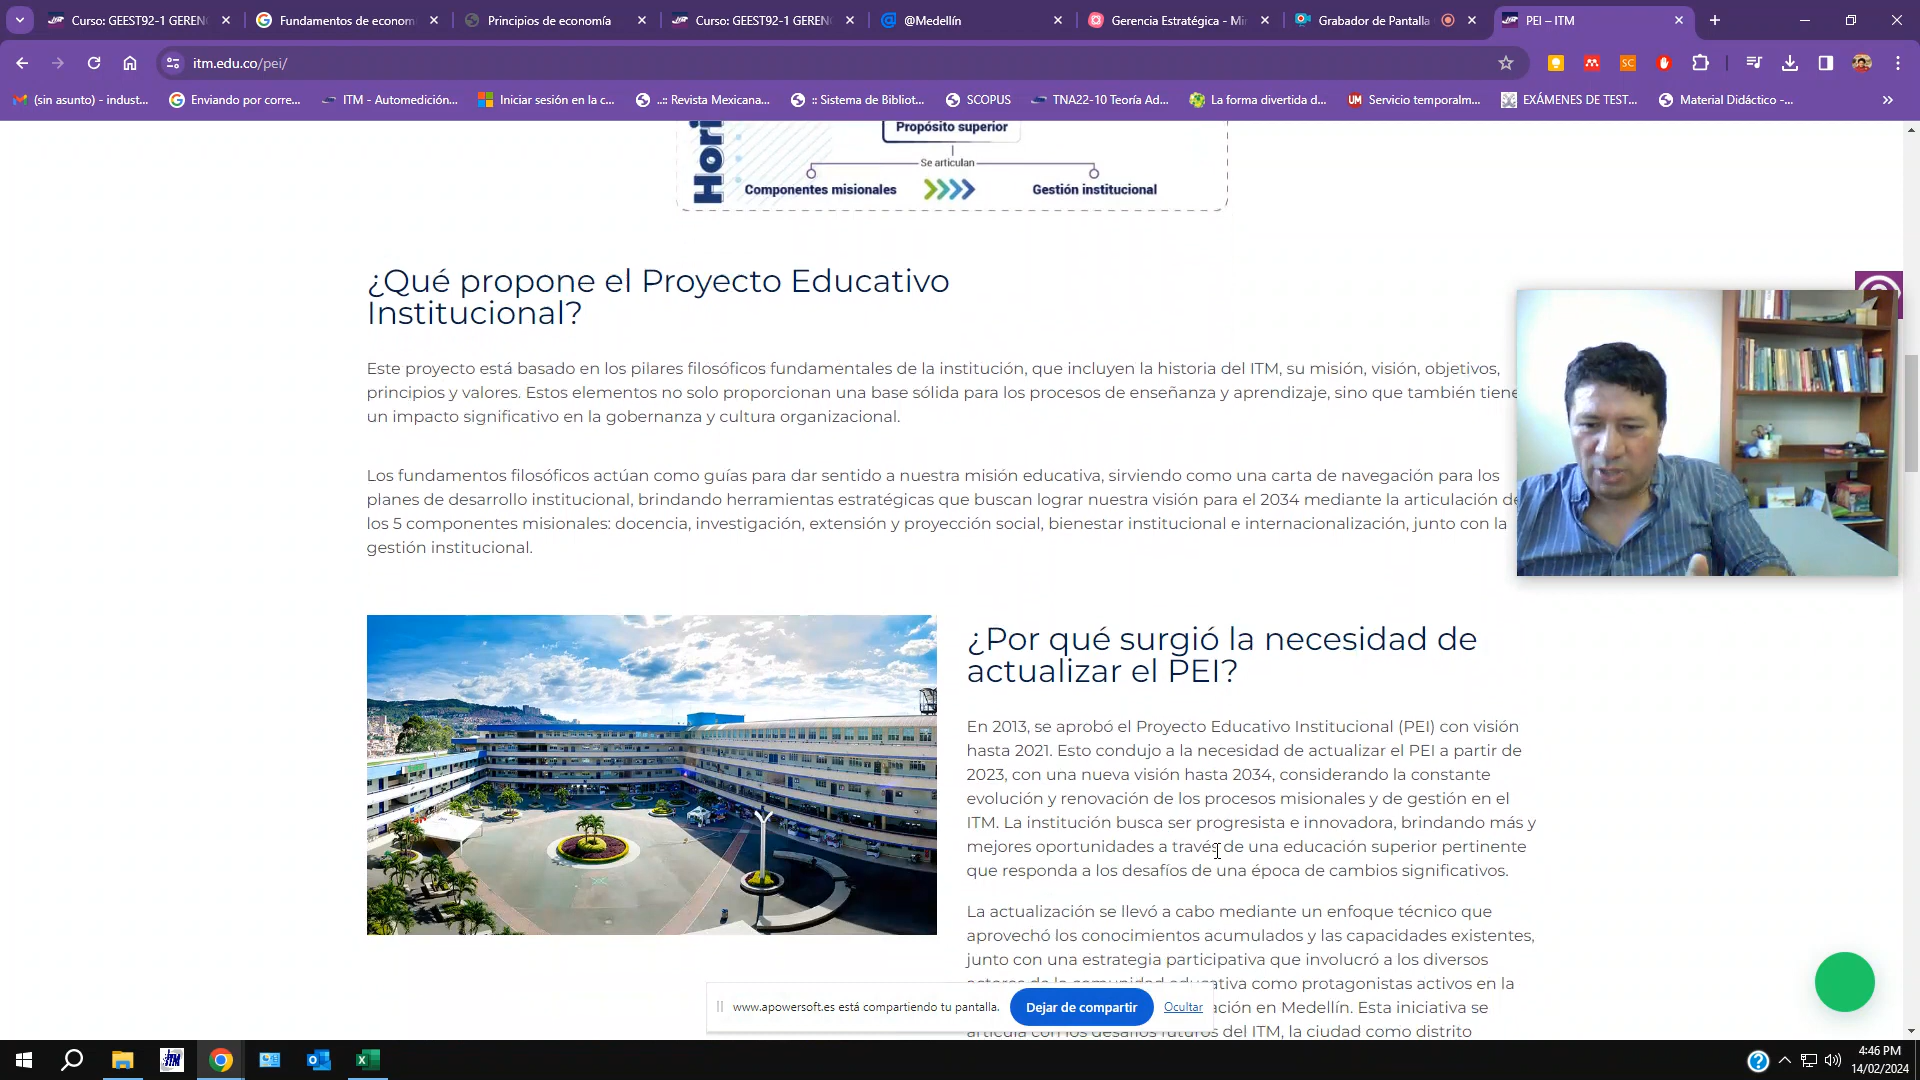 Curso: GEEST92-1 GEREN
Fundamentos de econom
Principios de economía
Curso: GEEST92-1 GEREN
@Medellín
Gerencia Estratégica - Mi
Grabador de Pantalla
PEI – ITM
itm.edu.co/pei/
(sin asunto) - indust...
Enviando por corre...
ITM - Automedición...
Iniciar sesión en la c...
..:: Revista Mexicana...
:: Sistema de Bibliot...
SCOPUS
TNA22-10 Teoría Ad...
La forma divertida d...
Servicio temporalm...
EXÁMENES DE TEST...
Material Didáctico -...
Hori
Propósito superior
Se articulan
Componentes misionales
Gestión institucional
¿Qué propone el Proyecto Educativo
Institucional?
Este proyecto está basado en los pilares filosóficos fundamentales de la institución, que incluyen la historia del ITM, su misión, visión, objetivos,
principios y valores. Estos elementos no solo proporcionan una base sólida para los procesos de enseñanza y aprendizaje, sino que también tiene
un impacto significativo en la gobernanza y cultura organizacional.
Los fundamentos filosóficos actúan como guías para dar sentido a nuestra misión educativa, sirviendo como una carta de navegación para los
planes de desarrollo institucional, brindando herramientas estratégicas que buscan lograr nuestra visión para el 2034 mediante la articulación de
los 5 componentes misionales: docencia, investigación, extensión y proyección social, bienestar institucional e internacionalización, junto con la
gestión institucional.
¿Por qué surgió la necesidad de
actualizar el PEI?
En 2013, se aprobó el Proyecto Educativo Institucional (PEI) con visión
hasta 2021. Esto condujo a la necesidad de actualizar el PEI a partir de
2023, con una nueva visión hasta 2034, considerando la constante
evolución y renovación de los procesos misionales y de gestión en el
ITM. La institución busca ser progresista e innovadora, brindando más y
mejores oportunidades a través de una educación superior pertinente
que responda a los desafíos de una época de cambios significativos.
La actualización se llevó a cabo mediante un enfoque técnico que
aprovechó los conocimientos acumulados y las capacidades existentes,
junto con una estrategia participativa que involucró a los diversos
actores de la comunidad educativa como protagonistas activos en la
ación en Medellín. Esta iniciativa se
articula con los desafíos futuros del ITM, la ciudad como distrito
www.apowersoft.es está compartiendo tu pantalla.
Dejar de compartir
Ocultar
4:46 PM
14/02/2024